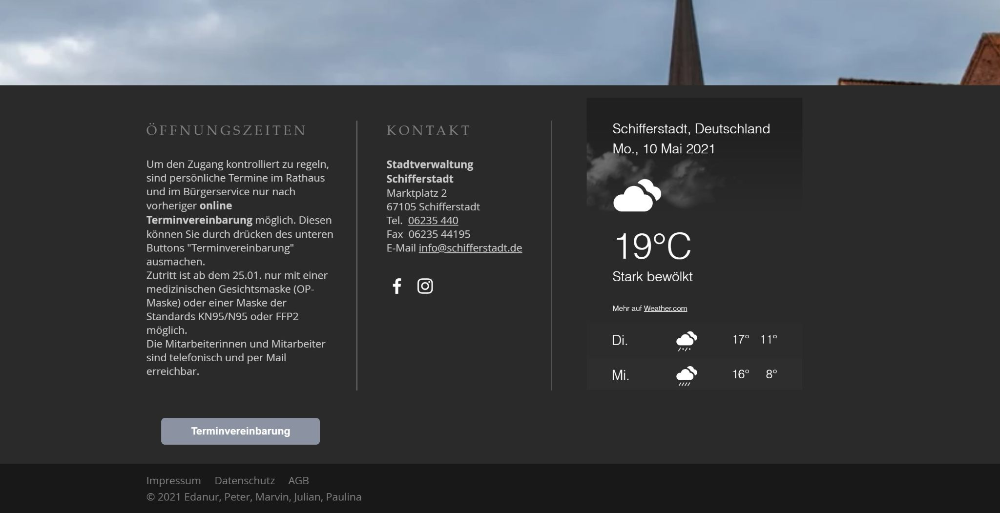 ÖFFNUNGSZEITEN
Um den Zugang kontrolliert zu regeln,
sind persönliche Termine im Rathaus
und im Bürgerservice nur nach
vorheriger online
Terminvereinbarung möglich. Diesen
können Sie durch drücken des unteren
Buttons "Terminvereinbarung"
ausmachen.
Zutritt ist ab dem 25.01. nur mit einer
medizinischen Gesichtsmaske (OP-
Maske) oder einer Maske der
Standards KN95/N95 oder FFP2
möglich.
Die Mitarbeiterinnen und Mitarbeiter
sind telefonisch und per Mail
erreichbar.
Terminvereinbarung
KONTAKT
Stadtverwaltung
Schifferstadt
Marktplatz 2
67105 Schifferstadt
Tel. 06235 440
Fax 06235 44195
E-Mail info@schifferstadt.de
Schifferstadt, Deutschland
Mo., 10 Mai 2021
19°C
Stark bewölkt
Mehr auf Weather.com
Di. 17° 11°
Mi. 16° 8°
Impressum Datenschutz AGB
© 2021 Edanur, Peter, Marvin, Julian, Paulina